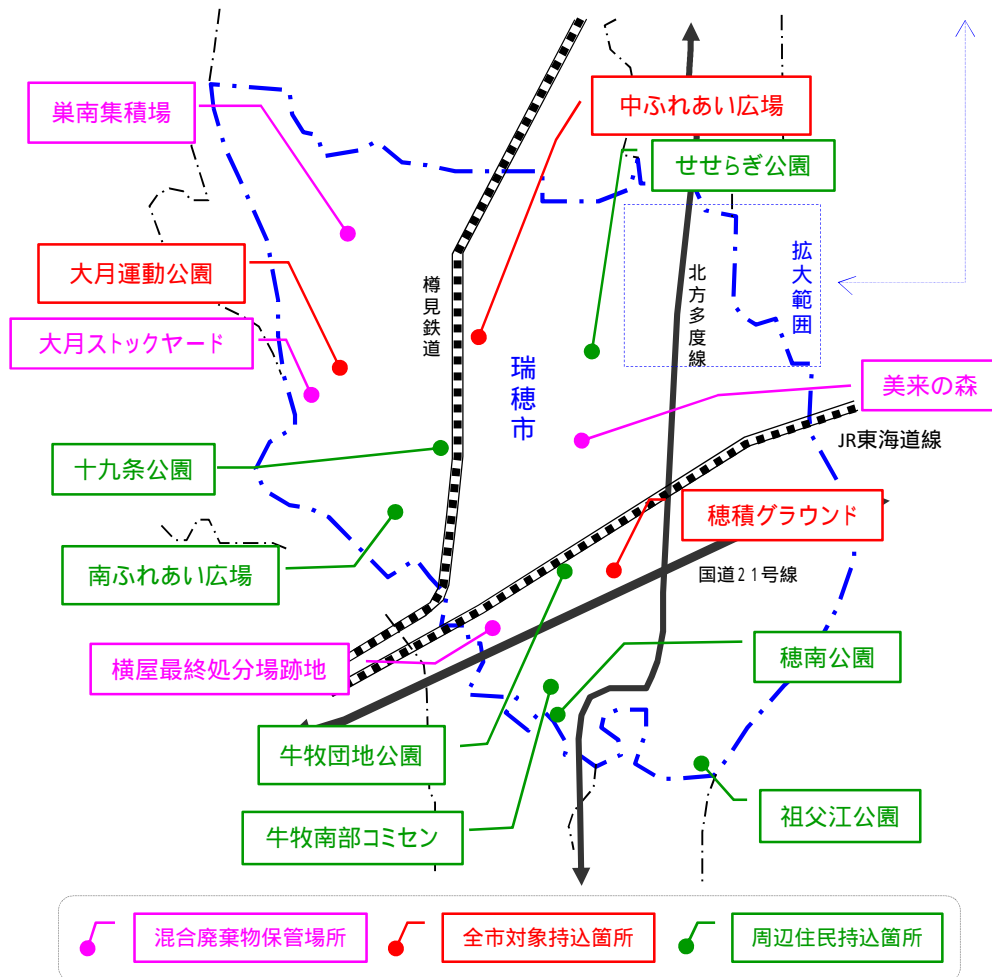 巣南集積場
中ふれあい広場
せせらぎ公園
大月運動公園
大月ストックヤード
樽見鉄道
北方多度線
拡大範囲
瑞穂市
美来の森
JR東海道線
十九条公園
穂積グラウンド
南ふれあい広場
国道21号線
横屋最終処分場跡地
穂南公園
牛牧団地公園
牛牧南部コミセン
祖父江公園
混合廃棄物保管場所
全市対象持込箇所
周辺住民持込箇所